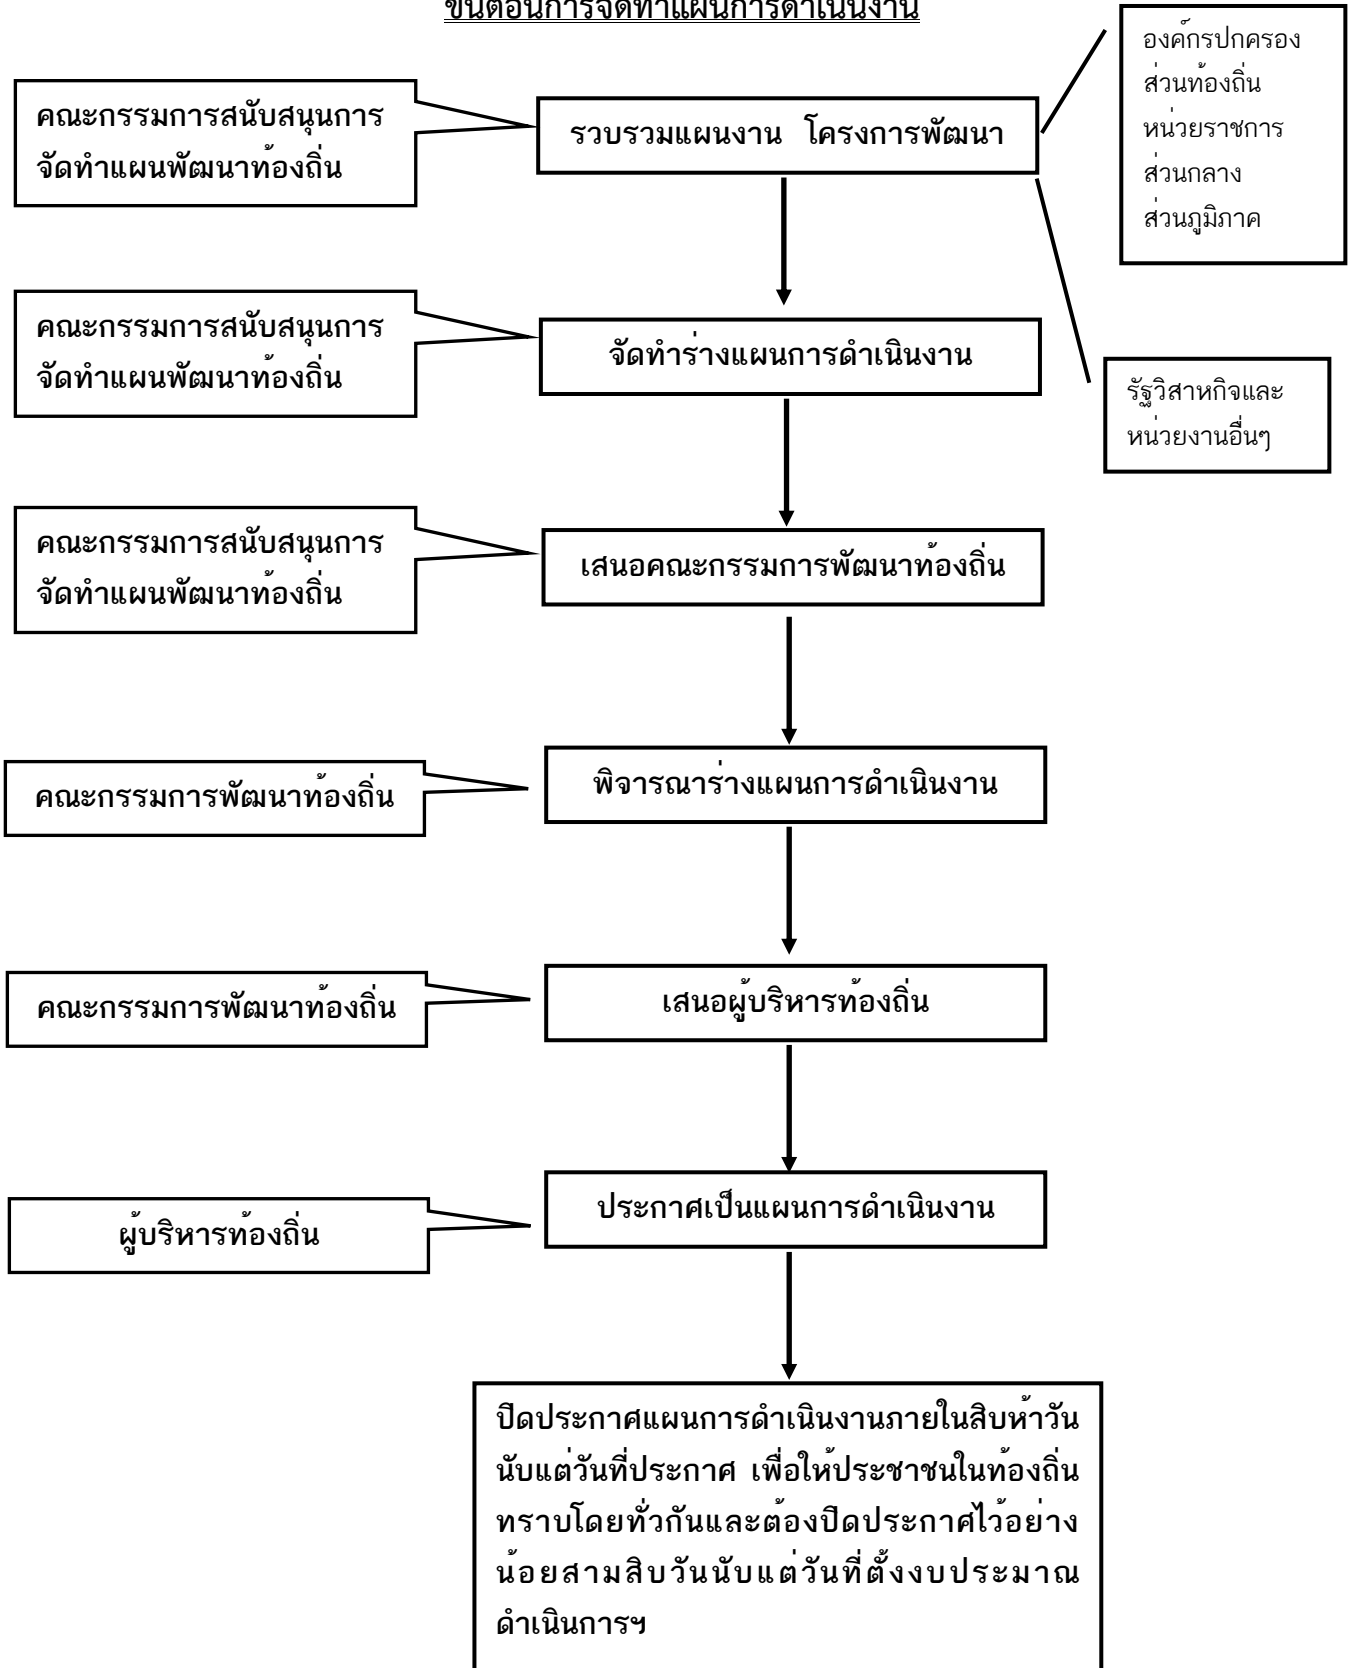 ขั้นตอนการจัดทำแผนการดำเนินงาน
องค์กรปกครอง
ส่วนท้องถิ่น
หน่วยราชการ
ส่วนกลาง
ส่วนภูมิภาค
คณะกรรมการสนับสนุนการ
จัดทำแผนพัฒนาท้องถิ่น
รวบรวมแผนงาน โครงการพัฒนา
คณะกรรมการสนับสนุนการ
จัดทำแผนพัฒนาท้องถิ่น
จัดทำร่างแผนการดำเนินงาน
รัฐวิสาหกิจและ
หน่วยงานอื่นๆ
คณะกรรมการสนับสนุนการ
จัดทำแผนพัฒนาท้องถิ่น
เสนอคณะกรรมการพัฒนาท้องถิ่น
คณะกรรมการพัฒนาท้องถิ่น
พิจารณาร่างแผนการดำเนินงาน
คณะกรรมการพัฒนาท้องถิ่น
เสนอผู้บริหารท้องถิ่น
ผู้บริหารท้องถิ่น
ประกาศเป็นแผนการดำเนินงาน
ปิดประกาศแผนการดำเนินงานภายในสิบห้าวัน
นับแต่วันที่ประกาศ เพื่อให้ประชาชนในท้องถิ่น
ทราบโดยทั่วกันและต้องปิดประกาศไว้อย่าง
น้อยสามสิบวันนับแต่วันที่ตั้งงบประมาณ
ดำเนินการฯ